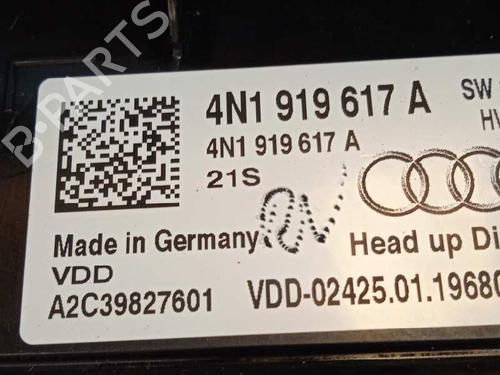 B-PARTS
4N1 919 617 A
SW
4N1 919 617 A
21S
Made in Germany
Head up Di
VDD
A2C39827601
VDD-02425.01.19680